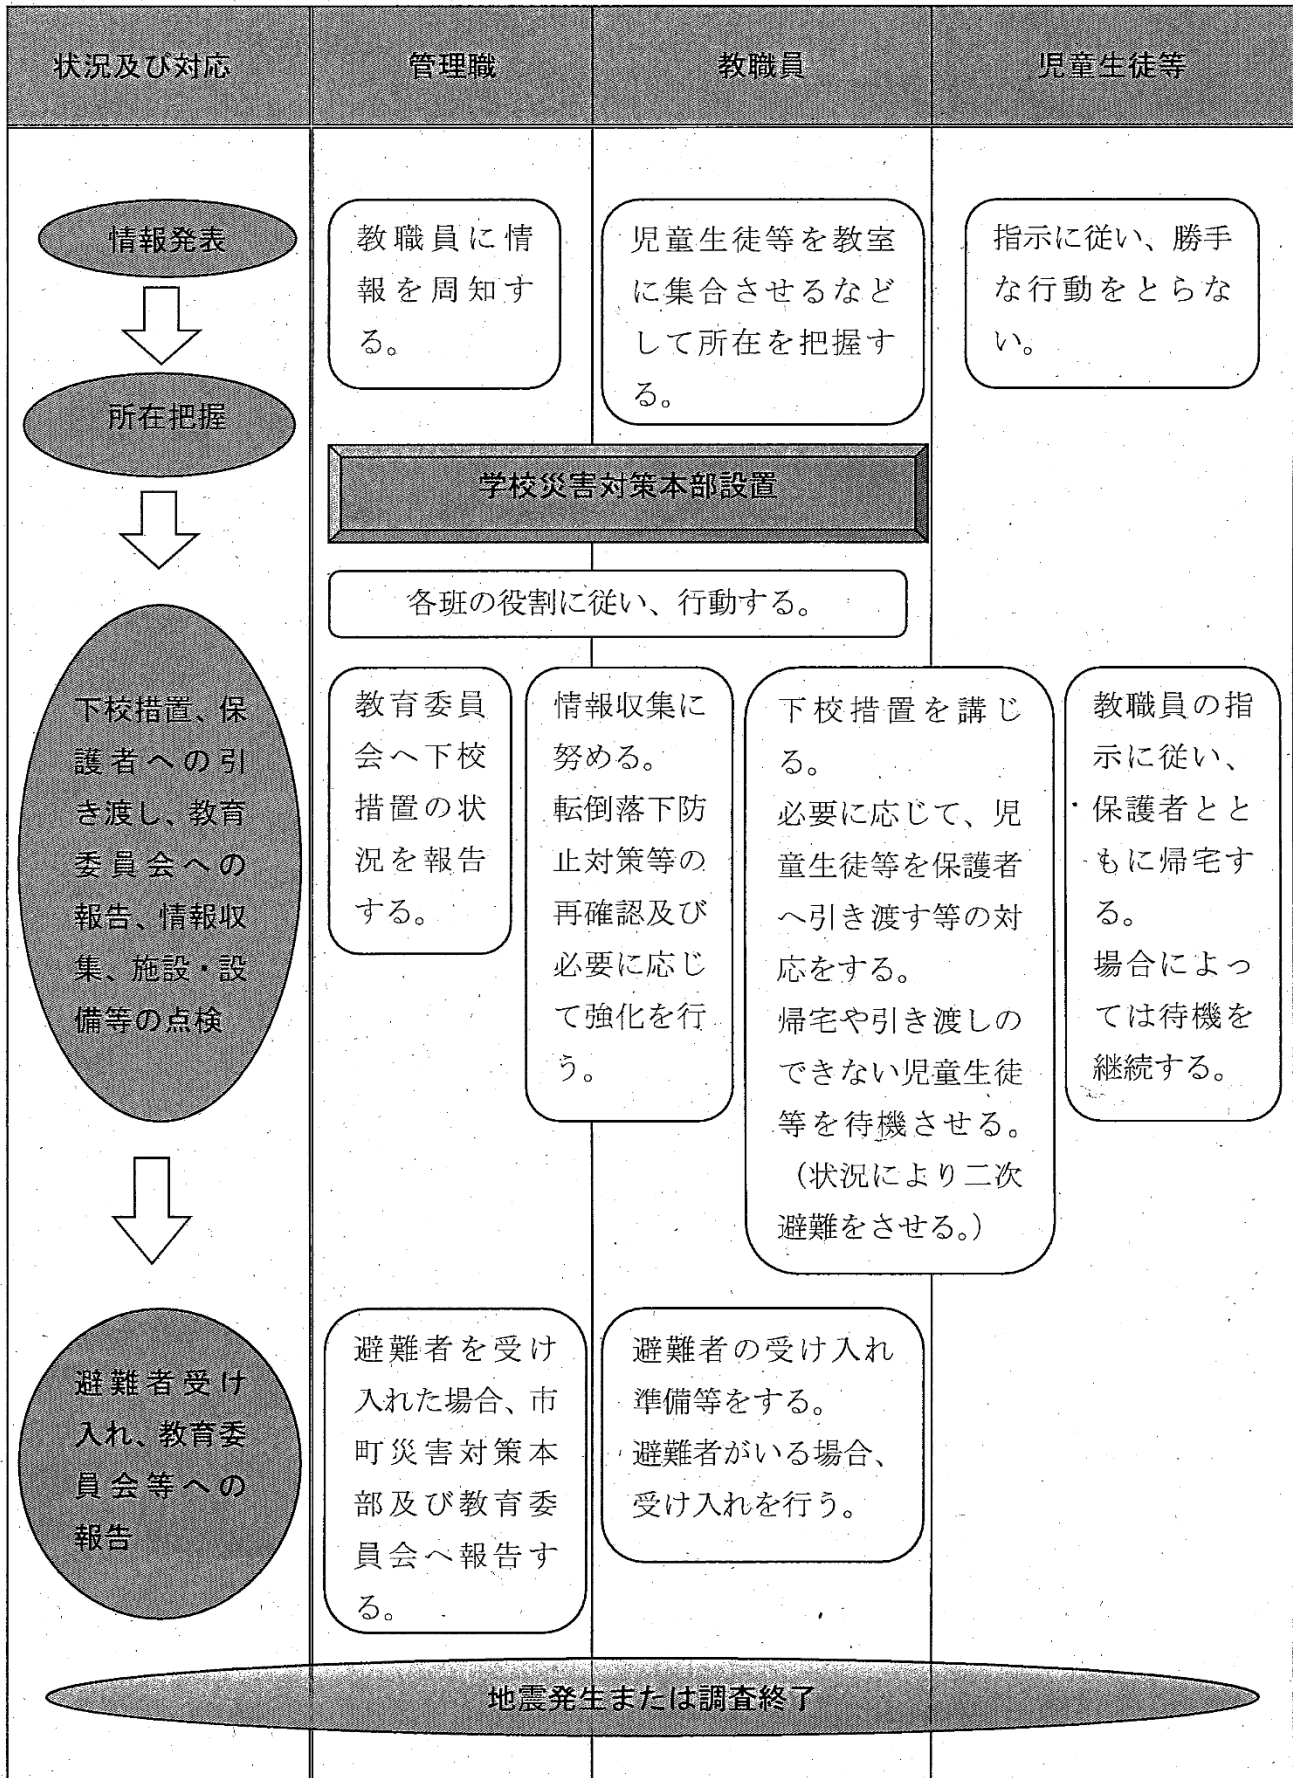 状況及び対応
管理職
教職員
児童生徒等
情報発表
教職員に情
報を周知す
る。
児童生徒等を教室
に集合させるなど
して所在を把握す
る。
指示に従い、勝手
な行動をとらな
い。
所在把握
学校災害対策本部設置
各班の役割に従い、行動する。
下校措置、保
護者への引
き渡し、教育
委員会への
報告、情報収
集、施設・設
備等の点検
教育委員
会へ下校
措置の状
況を報告
する。
情報収集に
努める。
転倒落下防
止対策等の
再確認及び
必要に応じ
て強化を行
う。
下校措置を講じ
る。
必要に応じて、児
童生徒等を保護者
へ引き渡す等の対
応をする。
帰宅や引き渡しの
できない児童生徒
等を待機させる。
（状況により二次
避難をさせる。）
教職員の指
示に従い、
保護者とと
もに帰宅す
る。
場合によっ
ては待機を
継続する。
避難者受け
入れ、教育委
員会等への
報告
避難者を受け
入れた場合、市
町災害対策本
部及び教育委
員会へ報告す
る。
避難者の受け入れ
準備等をする。
避難者がいる場合、
受け入れを行う。
地震発生または調査終了